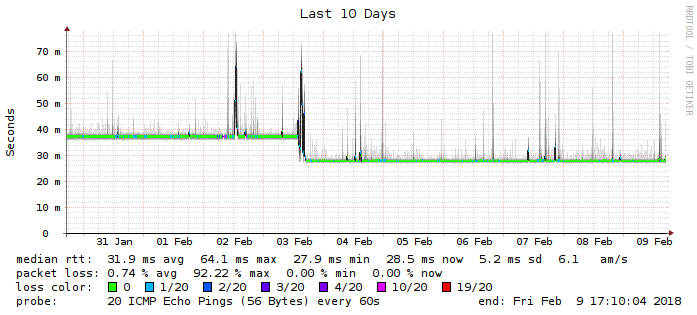 Last 10 Days
RRDTOOL / TOBI OETIKER
Seconds
70 m
60 m
50 m
40 m
30 m
20 m
10 m
0
31 Jan 01 Feb 02 Feb 03 Feb 04 Feb 05 Feb 06 Feb 07 Feb 08 Feb 09 Feb
median rtt: 31.9 ms avg 64.1 ms max 27.9 ms min 28.5 ms now 5.2 ms sd 6.1 am/s
packet loss: 0.74 % avg 92.22 % max 0.00 % min 0.00 % now
loss color: 0 1/20 2/20 3/20 4/20 10/20 19/20
probe: 20 ICMP Echo Pings (56 Bytes) every 60s end: Fri Feb 9 17:10:04 2018